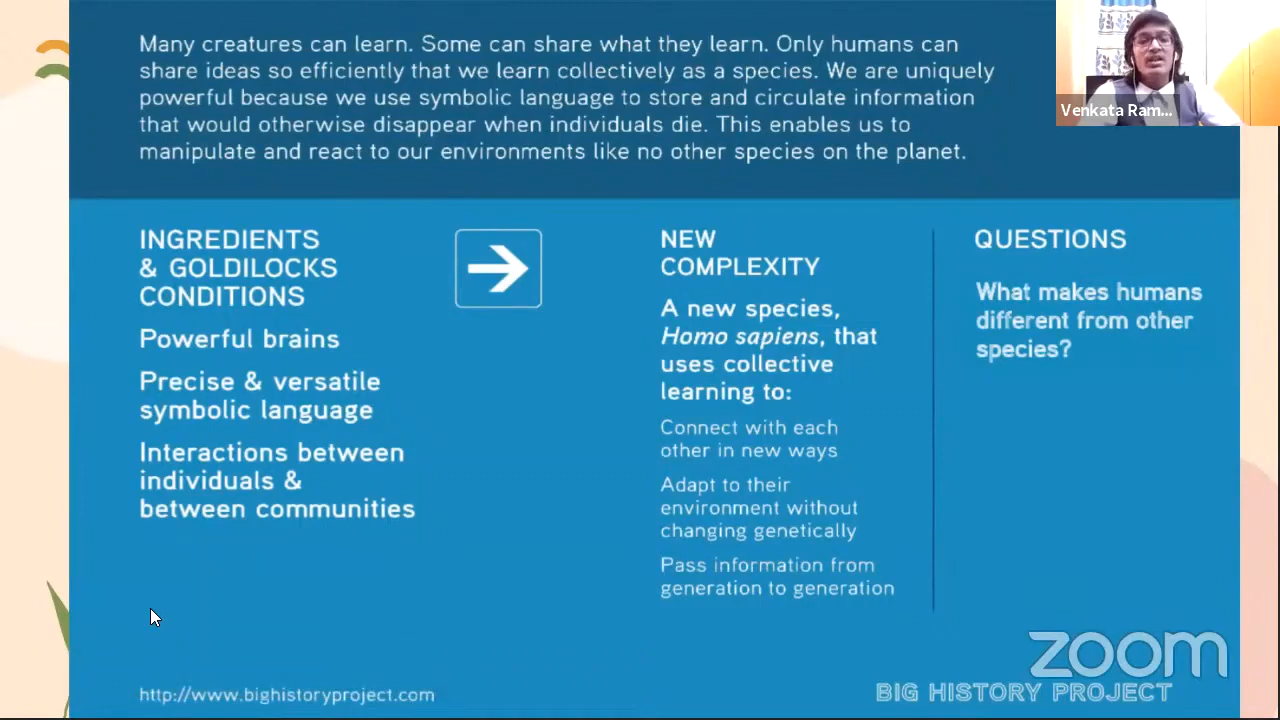 Many creatures can learn. Some can share what they learn. Only humans can
share ideas so efficiently that we learn collectively as a species. We are uniquely
powerful because we use symbolic language to store and circulate information
that would otherwise disappear when individuals die. This enables us to
manipulate and react to our environments like no other species on the planet.
Venkata Ram...
INGREDIENTS
& GOLDILOCKS
CONDITIONS
Powerful brains
Precise & versatile
symbolic language
Interactions between
individuals &
between communities
NEW
COMPLEXITY
A new species,
Homo sapiens, that
uses collective
learning to:
Connect with each
other in new ways
Adapt to their
environment without
changing genetically
Pass information from
generation to generation
QUESTIONS
What makes humans
different from other
species?
zoom
http://www.bighistoryproject.com
BIG HISTORY PROJECT